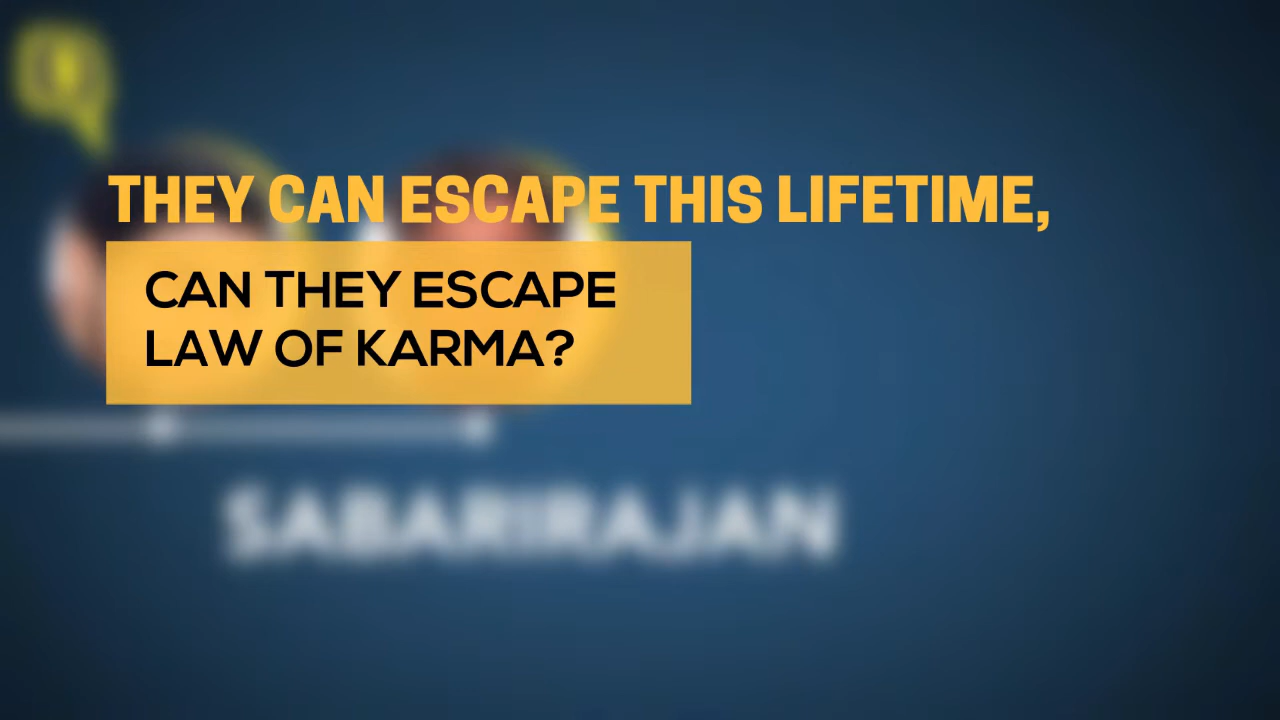 THEY CAN ESCAPE THIS LIFETIME,
CAN THEY ESCAPE
LAW OF KARMA?
SABARIRAJAN